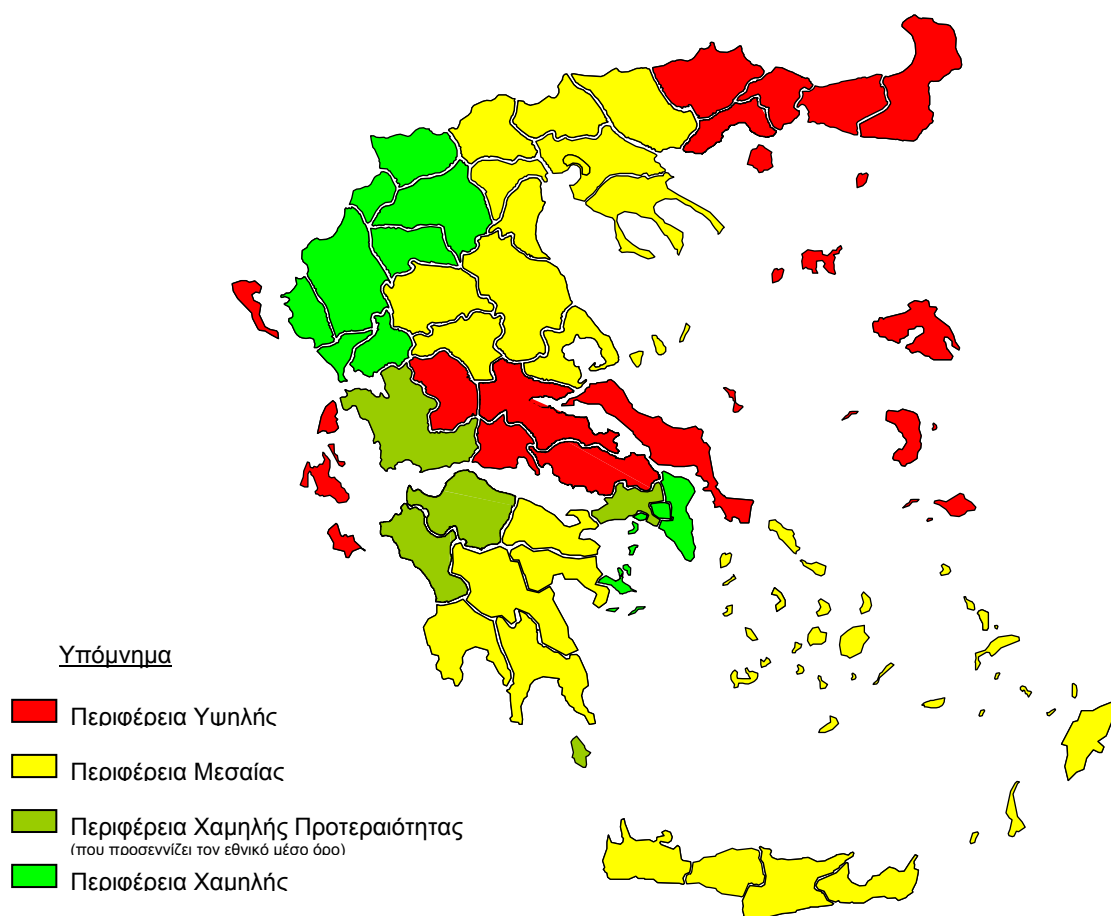 Υπόμνημα
Περιφέρεια Υψηλής
Περιφέρεια Μεσαίας
Περιφέρεια Χαμηλής Προτεραιότητας
(που προσεγγίζει τον εθνικό μέσο όρο)
Περιφέρεια Χαμηλής